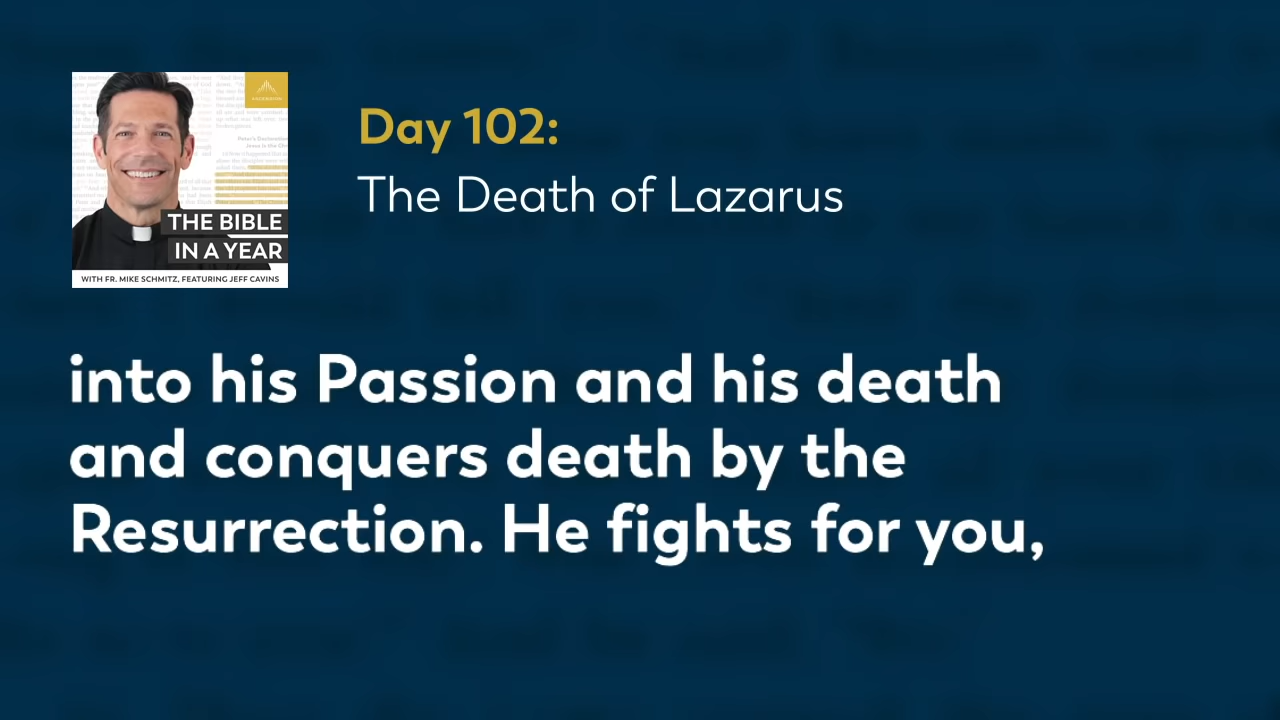 Day 102:
The Death of Lazarus
THE BIBLE
IN A YEAR
WITH FR. MIKE SCHMITZ, FEATURING JEFF CAVINS
into his Passion and his death
and conquers death by the
Resurrection. He fights for you,